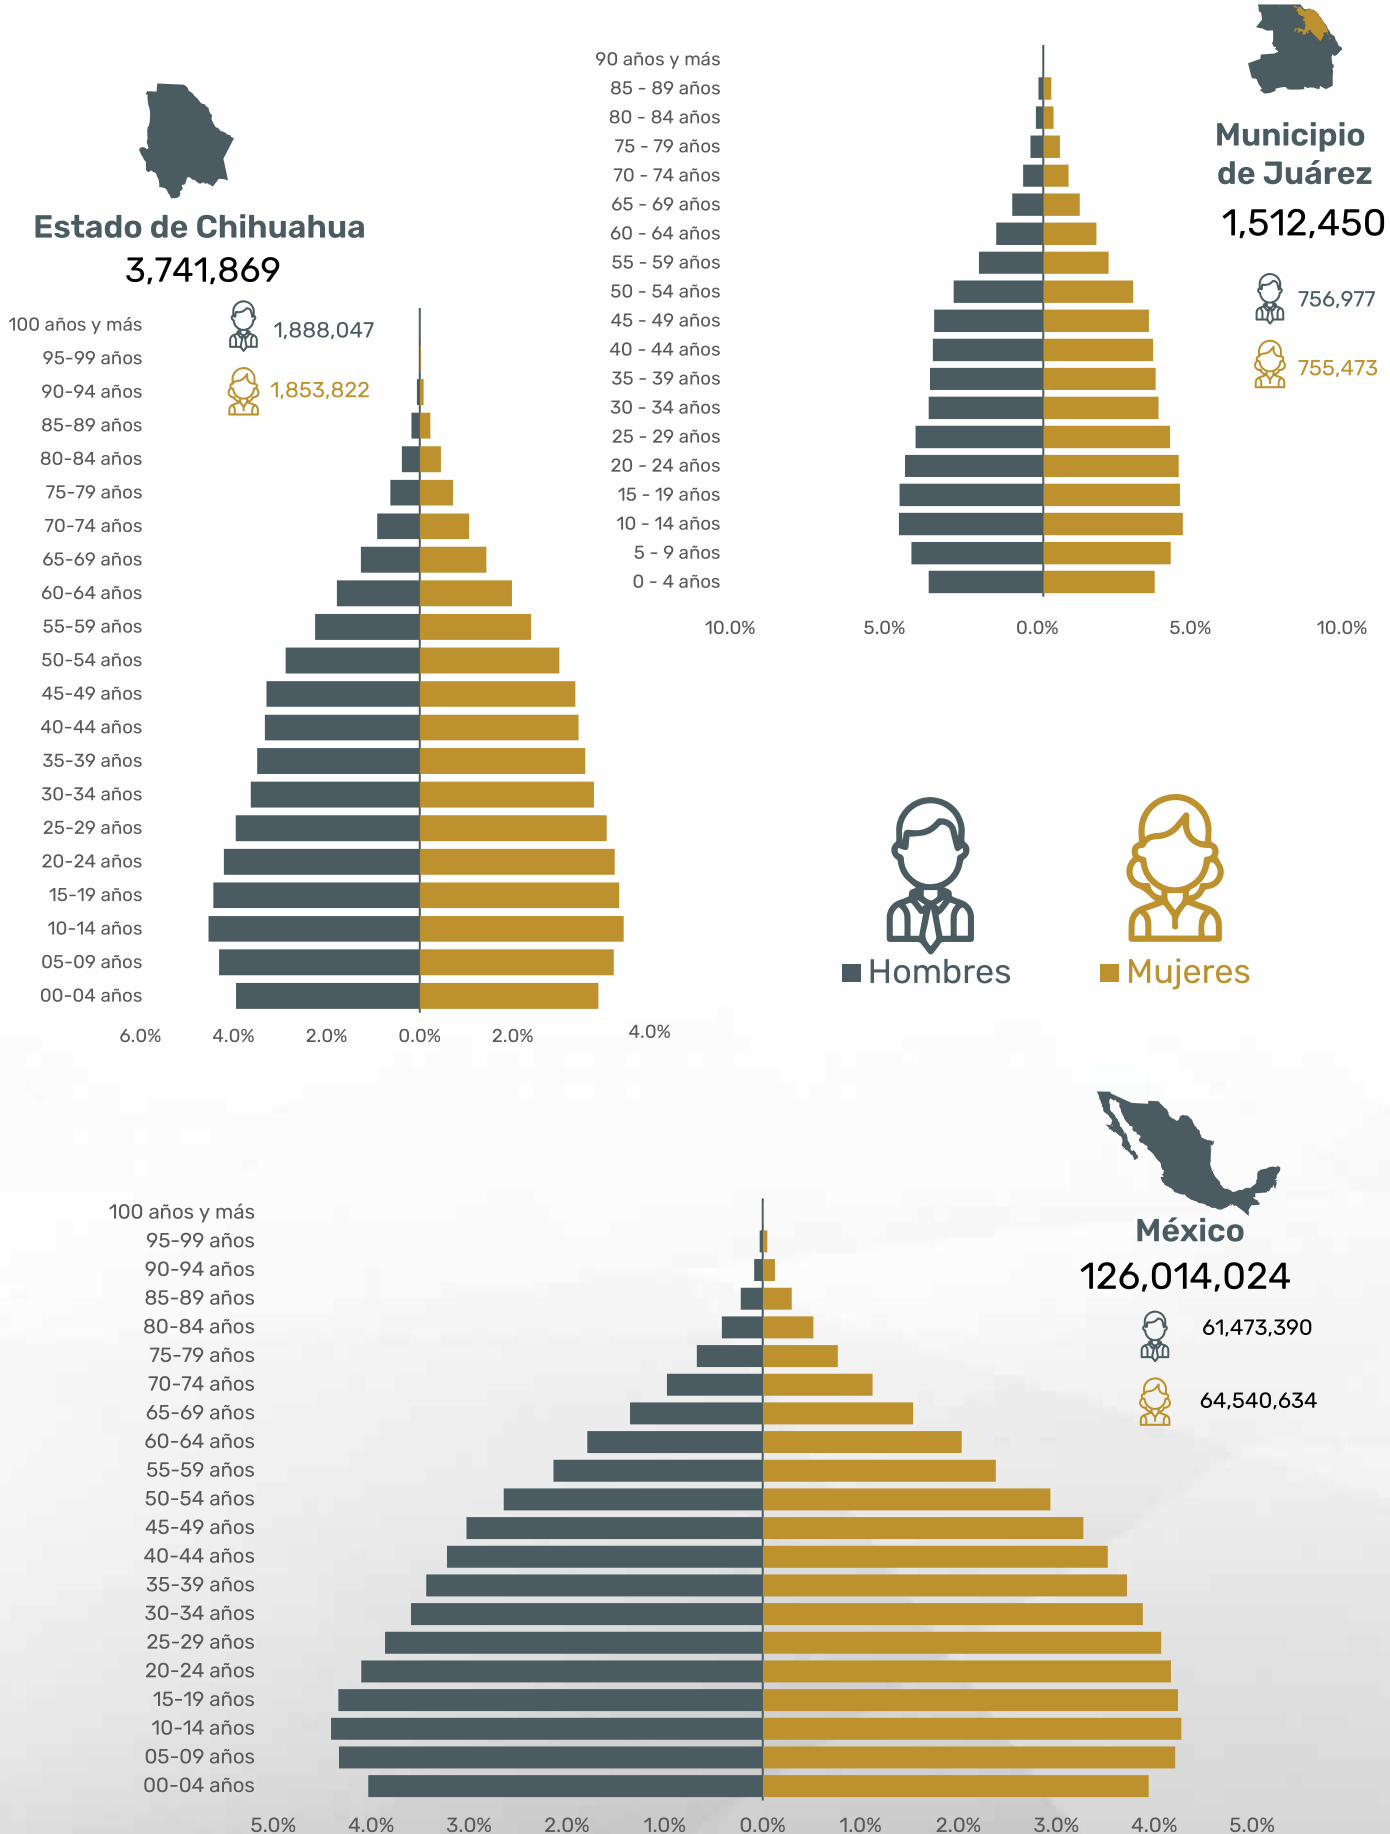 Estado de Chihuahua
3,741,869
1,888,047
1,853,822
100 años y más
95-99 años
90-94 años
85-89 años
80-84 años
75-79 años
70-74 años
65-69 años
60-64 años
55-59 años
50-54 años
45-49 años
40-44 años
35-39 años
30-34 años
25-29 años
20-24 años
15-19 años
10-14 años
05-09 años
00-04 años
6.0% 4.0% 2.0% 0.0% 2.0% 4.0%
90 años y más
85 - 89 años
80 - 84 años
75 - 79 años
70 - 74 años
65 - 69 años
60 - 64 años
55 - 59 años
50 - 54 años
45 - 49 años
40 - 44 años
35 - 39 años
30 - 34 años
25 - 29 años
20 - 24 años
15 - 19 años
10 - 14 años
5 - 9 años
0 - 4 años
10.0% 5.0% 0.0% 5.0% 10.0%
Municipio
de Juárez
1,512,450
756,977
755,473
Hombres
Mujeres
México
126,014,024
61,473,390
64,540,634
100 años y más
95-99 años
90-94 años
85-89 años
80-84 años
75-79 años
70-74 años
65-69 años
60-64 años
55-59 años
50-54 años
45-49 años
40-44 años
35-39 años
30-34 años
25-29 años
20-24 años
15-19 años
10-14 años
05-09 años
00-04 años
5.0% 4.0% 3.0% 2.0% 1.0% 0.0% 1.0% 2.0% 3.0% 4.0% 5.0%